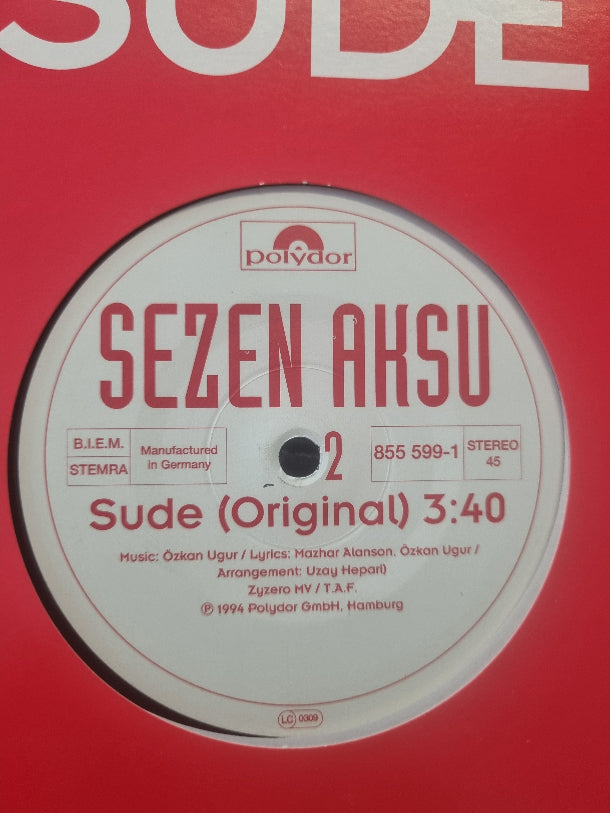 SUDE
polydor
SEZEN AKSU
B.I.E.M.
STEMRA
Manufactured
in Germany
2
855 599-1
STEREO
45
Sude (Original) 3:40
Music: Özkan Ugur / Lyrics: Mazhar Alanson, Özkan Ugur /
Arrangement: Uzay Hepari)
Zyzero MV / T.A.F.
℗ 1994 Polydor GmbH, Hamburg
LC 0309